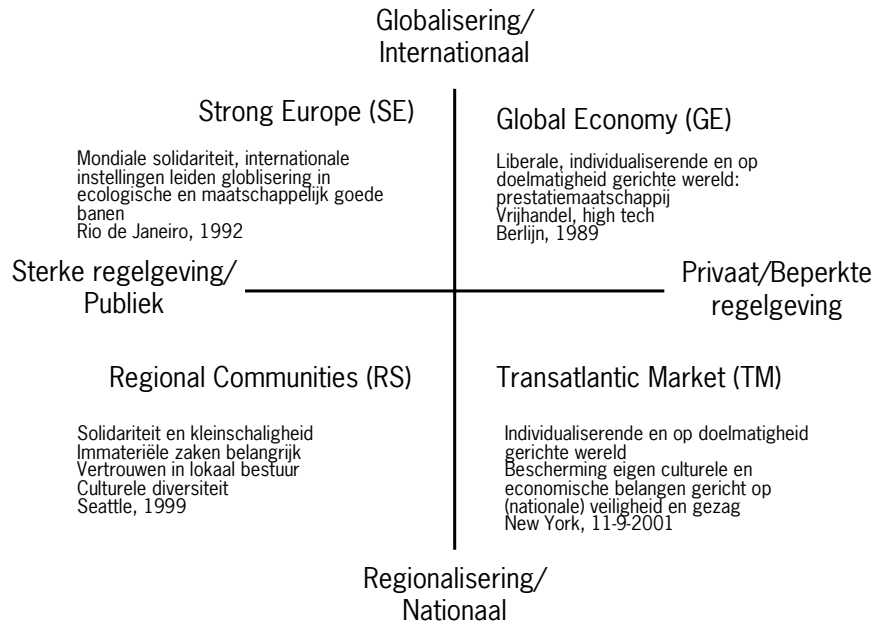 Globalisering/
Internationaal
Strong Europe (SE)
Mondiale solidariteit, internationale
instellingen leiden globlisering in
ecologische en maatschappelijk goede
banen
Rio de Janeiro, 1992
Global Economy (GE)
Liberale, individualiserende en op
doelmatigheid gerichte wereld:
prestatiemaatschappij
Vrijhandel, high tech
Berlijn, 1989
Sterke regelgeving/
Publiek
Privaat/Beperkte
regelgeving
Regional Communities (RS)
Solidariteit en kleinschaligheid
Immateriële zaken belangrijk
Vertrouwen in lokaal bestuur
Culturele diversiteit
Seattle, 1999
Transatlantic Market (TM)
Individualiserende en op doelmatigheid
gerichte wereld
Bescherming eigen culturele en
economische belangen gericht op
(nationale) veiligheid en gezag
New York, 11-9-2001
Regionalisering/
Nationaal